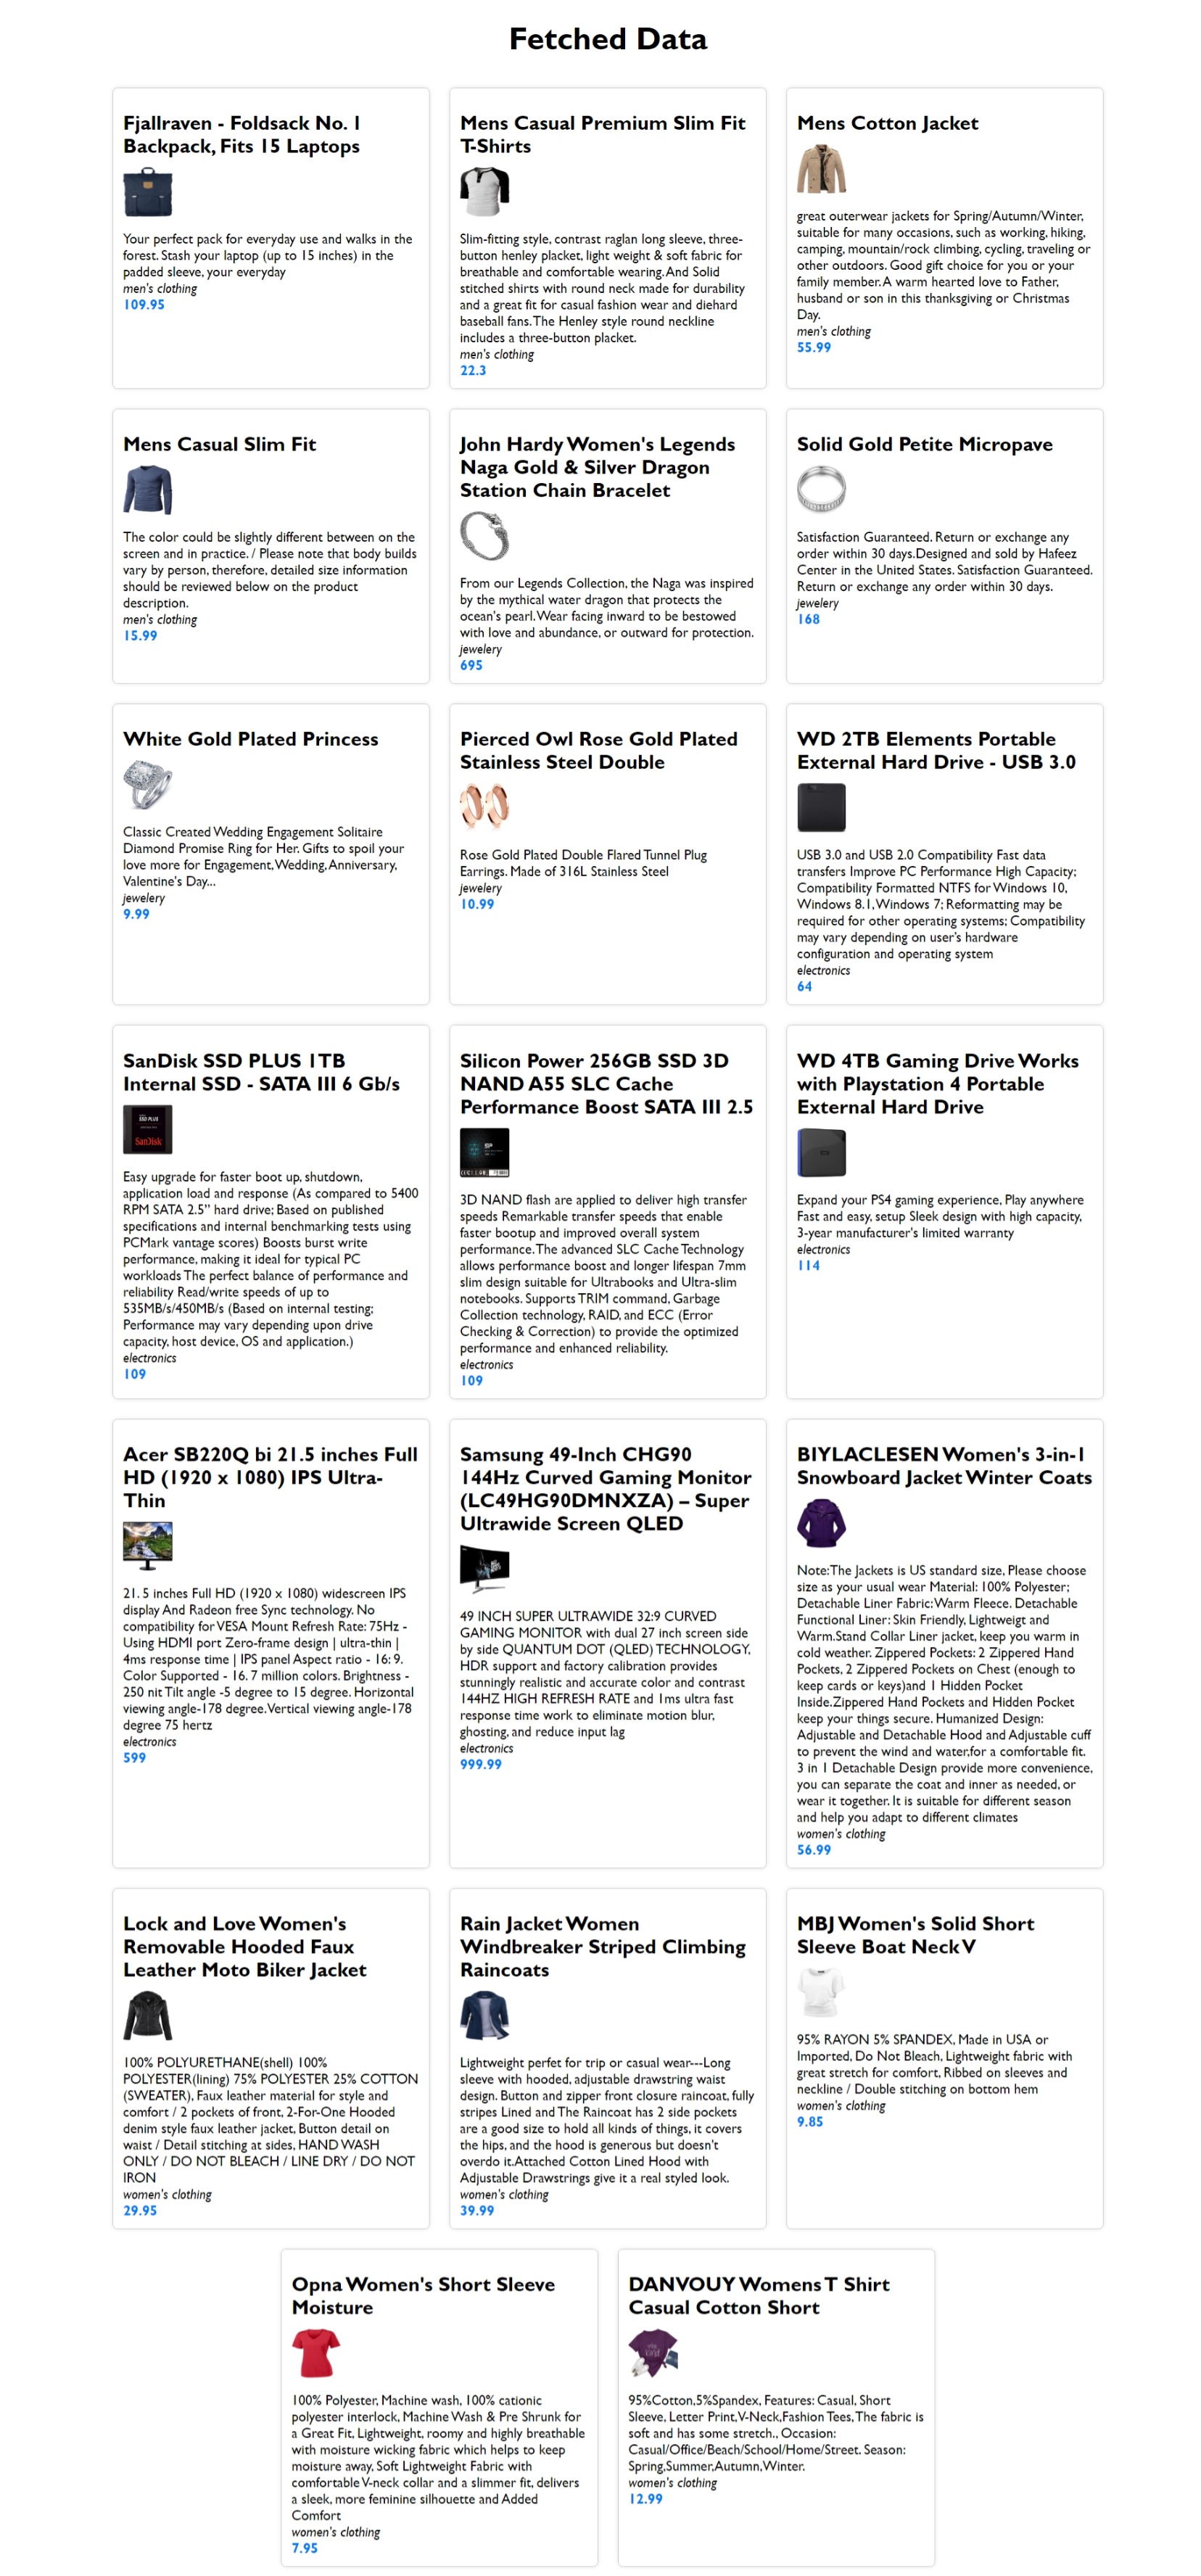 Fetched Data
Fjallraven - Foldsack No. 1
Backpack, Fits 15 Laptops
Your perfect pack for everyday use and walks in the
forest. Stash your laptop (up to 15 inches) in the
padded sleeve, your everyday
men's clothing
109.95
Mens Casual Premium Slim Fit
T-Shirts
Slim-fitting style, contrast raglan long sleeve, three-
button henley placket, light weight & soft fabric for
breathable and comfortable wearing. And Solid
stitched shirts with round neck made for durability
and a great fit for casual fashion wear and diehard
baseball fans. The Henley style round neckline
includes a three-button placket.
men's clothing
22.3
Mens Cotton Jacket
great outerwear jackets for Spring/Autumn/Winter,
suitable for many occasions, such as working, hiking,
camping, mountain/rock climbing, cycling, traveling or
other outdoors. Good gift choice for you or your
family member. A warm hearted love to Father,
husband or son in this thanksgiving or Christmas
Day.
men's clothing
55.99
Mens Casual Slim Fit
The color could be slightly different between on the
screen and in practice. / Please note that body builds
vary by person, therefore, detailed size information
should be reviewed below on the product
description.
men's clothing
15.99
John Hardy Women's Legends
Naga Gold & Silver Dragon
Station Chain Bracelet
From our Legends Collection, the Naga was inspired
by the mythical water dragon that protects the
ocean's pearl. Wear facing inward to be bestowed
with love and abundance, or outward for protection.
jewelery
695
Solid Gold Petite Micropave
Satisfaction Guaranteed. Return or exchange any
order within 30 days.Designed and sold by Hafeez
Center in the United States. Satisfaction Guaranteed.
Return or exchange any order within 30 days.
jewelery
168
White Gold Plated Princess
Classic Created Wedding Engagement Solitaire
Diamond Promise Ring for Her. Gifts to spoil your
love more for Engagement, Wedding, Anniversary,
Valentine's Day...
jewelery
9.99
Pierced Owl Rose Gold Plated
Stainless Steel Double
Rose Gold Plated Double Flared Tunnel Plug
Earrings. Made of 316L Stainless Steel
jewelery
10.99
WD 2TB Elements Portable
External Hard Drive - USB 3.0
USB 3.0 and USB 2.0 Compatibility Fast data
transfers Improve PC Performance High Capacity;
Compatibility Formatted NTFS for Windows 10,
Windows 8.1, Windows 7; Reformatting may be
required for other operating systems; Compatibility
may vary depending on user's hardware
configuration and operating system
electronics
64
SanDisk SSD PLUS 1TB
Internal SSD - SATA III 6 Gb/s
SSD PLUS
SanDisk
Easy upgrade for faster boot up, shutdown,
application load and response (As compared to 5400
RPM SATA 2.5" hard drive; Based on published
specifications and internal benchmarking tests using
PCMark vantage scores) Boosts burst write
performance, making it ideal for typical PC
workloads The perfect balance of performance and
reliability Read/write speeds of up to
535MB/s/450MB/s (Based on internal testing;
Performance may vary depending upon drive
capacity, host device, OS and application.)
electronics
109
Silicon Power 256GB SSD 3D
NAND A55 SLC Cache
Performance Boost SATA III 2.5
3D NAND flash are applied to deliver high transfer
speeds Remarkable transfer speeds that enable
faster bootup and improved overall system
performance. The advanced SLC Cache Technology
allows performance boost and longer lifespan 7mm
slim design suitable for Ultrabooks and Ultra-slim
notebooks. Supports TRIM command, Garbage
Collection technology, RAID, and ECC (Error
Checking & Correction) to provide the optimized
performance and enhanced reliability.
electronics
109
WD 4TB Gaming Drive Works
with Playstation 4 Portable
External Hard Drive
Expand your PS4 gaming experience, Play anywhere
Fast and easy, setup Sleek design with high capacity,
3-year manufacturer's limited warranty
electronics
114
Acer SB220Q bi 21.5 inches Full
HD (1920 x 1080) IPS Ultra-
Thin
21. 5 inches Full HD (1920 x 1080) widescreen IPS
display And Radeon free Sync technology. No
compatibility for VESA Mount Refresh Rate: 75Hz -
Using HDMI port Zero-frame design | ultra-thin |
4ms response time | IPS panel Aspect ratio - 16: 9.
Color Supported - 16. 7 million colors. Brightness -
250 nit Tilt angle -5 degree to 15 degree. Horizontal
viewing angle-178 degree. Vertical viewing angle-178
degree 75 hertz
electronics
599
Samsung 49-Inch CHG90
144Hz Curved Gaming Monitor
(LC49HG90DMNXZA) – Super
Ultrawide Screen QLED
49 INCH SUPER ULTRAWIDE 32:9 CURVED
GAMING MONITOR with dual 27 inch screen side
by side QUANTUM DOT (QLED) TECHNOLOGY,
HDR support and factory calibration provides
stunningly realistic and accurate color and contrast
144HZ HIGH REFRESH RATE and 1ms ultra fast
response time work to eliminate motion blur,
ghosting, and reduce input lag
electronics
999.99
BIYLACLESEN Women's 3-in-1
Snowboard Jacket Winter Coats
Note:The Jackets is US standard size, Please choose
size as your usual wear Material: 100% Polyester;
Detachable Liner Fabric: Warm Fleece. Detachable
Functional Liner: Skin Friendly, Lightweigt and
Warm.Stand Collar Liner jacket, keep you warm in
cold weather. Zippered Pockets: 2 Zippered Hand
Pockets, 2 Zippered Pockets on Chest (enough to
keep cards or keys)and 1 Hidden Pocket
Inside.Zippered Hand Pockets and Hidden Pocket
keep your things secure. Humanized Design:
Adjustable and Detachable Hood and Adjustable cuff
to prevent the wind and water,for a comfortable fit.
3 in 1 Detachable Design provide more convenience,
you can separate the coat and inner as needed, or
wear it together. It is suitable for different season
and help you adapt to different climates
women's clothing
56.99
Lock and Love Women's
Removable Hooded Faux
Leather Moto Biker Jacket
100% POLYURETHANE(shell) 100%
POLYESTER(lining) 75% POLYESTER 25% COTTON
(SWEATER), Faux leather material for style and
comfort / 2 pockets of front, 2-For-One Hooded
denim style faux leather jacket, Button detail on
waist / Detail stitching at sides, HAND WASH
ONLY / DO NOT BLEACH / LINE DRY / DO NOT
IRON
women's clothing
29.95
Rain Jacket Women
Windbreaker Striped Climbing
Raincoats
Lightweight perfet for trip or casual wear---Long
sleeve with hooded, adjustable drawstring waist
design. Button and zipper front closure raincoat, fully
stripes Lined and The Raincoat has 2 side pockets
are a good size to hold all kinds of things, it covers
the hips, and the hood is generous but doesn't
overdo it.Attached Cotton Lined Hood with
Adjustable Drawstrings give it a real styled look.
women's clothing
39.99
MBJ Women's Solid Short
Sleeve Boat Neck V
95% RAYON 5% SPANDEX, Made in USA or
Imported, Do Not Bleach, Lightweight fabric with
great stretch for comfort, Ribbed on sleeves and
neckline / Double stitching on bottom hem
women's clothing
9.85
Opna Women's Short Sleeve
Moisture
100% Polyester, Machine wash, 100% cationic
polyester interlock, Machine Wash & Pre Shrunk for
a Great Fit, Lightweight, roomy and highly breathable
with moisture wicking fabric which helps to keep
moisture away, Soft Lightweight Fabric with
comfortable V-neck collar and a slimmer fit, delivers
a sleek, more feminine silhouette and Added
Comfort
women's clothing
7.95
DANVOUY Womens T Shirt
Casual Cotton Short
95%Cotton,5%Spandex, Features: Casual, Short
Sleeve, Letter Print,V-Neck,Fashion Tees, The fabric is
soft and has some stretch., Occasion:
Casual/Office/Beach/School/Home/Street. Season:
Spring,Summer,Autumn,Winter.
women's clothing
12.99